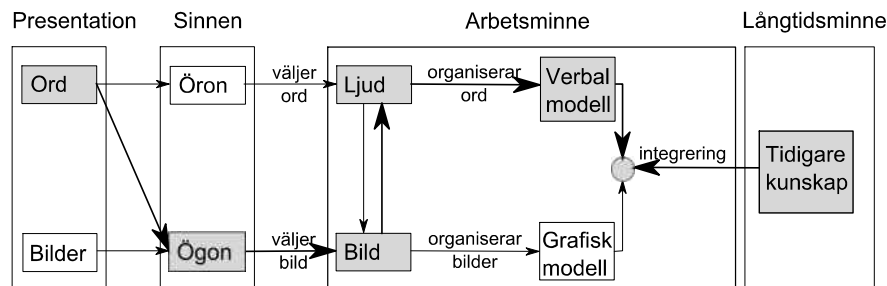 Presentation
Sinnen
Arbetsminne
Långtidsminne
Ord
Öron
väljer
ord
Ljud
organiserar
ord
Verbal
modell
integrering
Tidigare
kunskap
Bilder
Ögon
väljer
bild
Bild
organiserar
bilder
Grafisk
modell